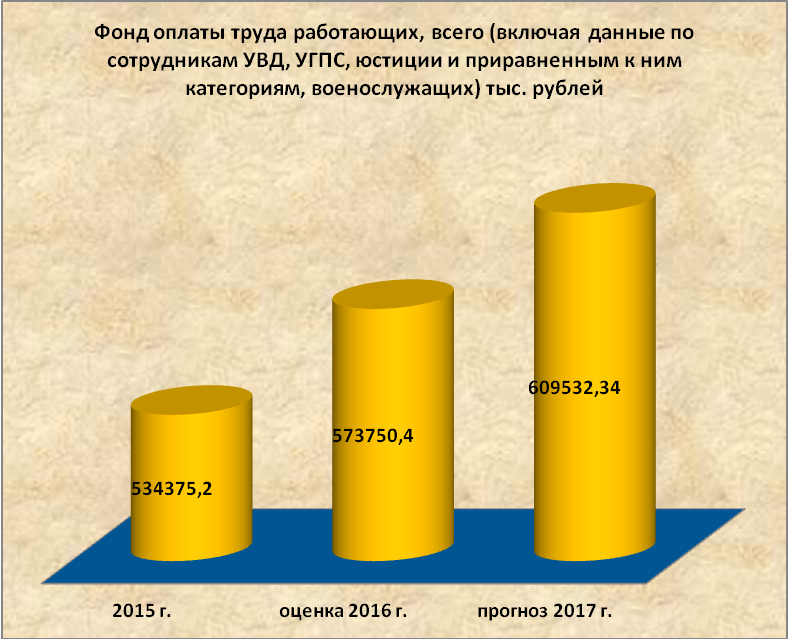 Фонд оплаты труда работающих, всего (включая данные по
сотрудникам УВД, УГПС, юстиции и приравненным к ним
категориям, военослужащих) тыс. рублей
609532,34
573750,4
534375,2
2015 г.
оценка 2016 г.
прогноз 2017 г.